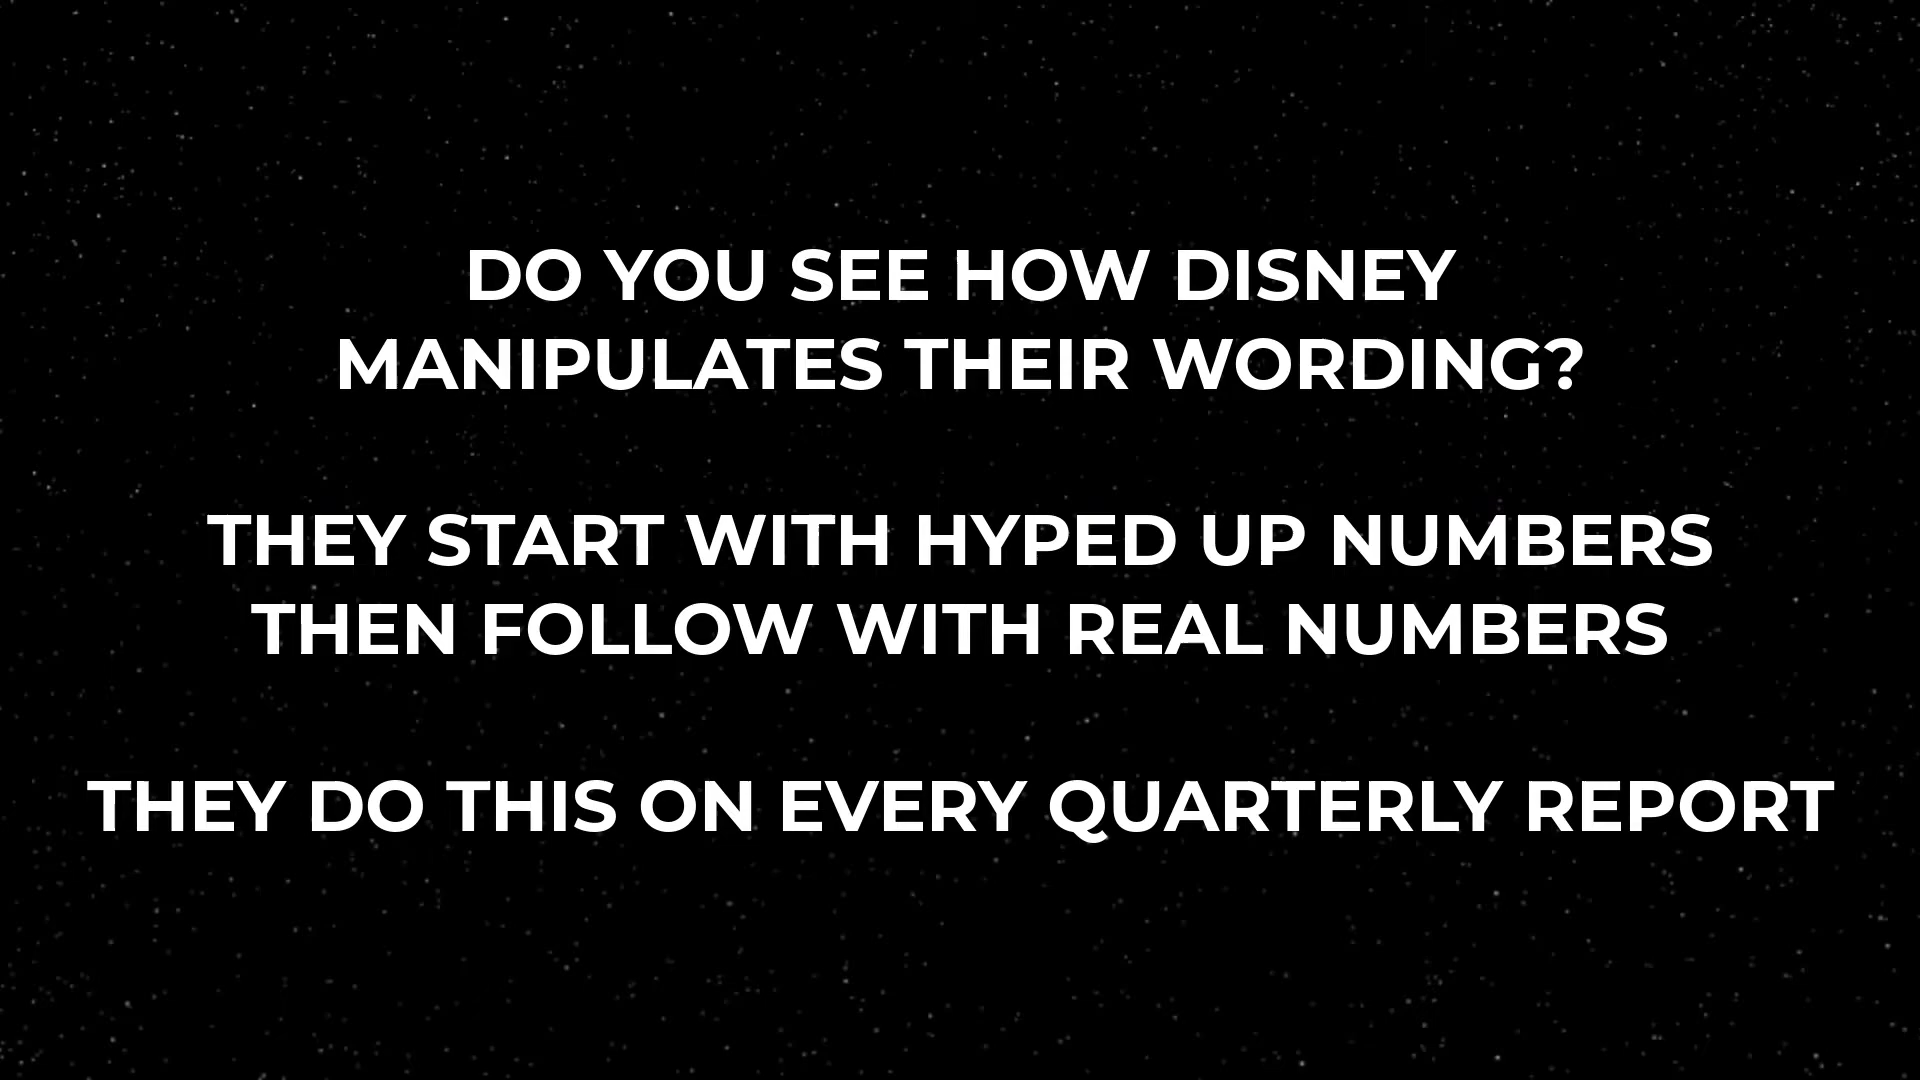 DO YOU SEE HOW DISNEY
MANIPULATES THEIR WORDING?
THEY START WITH HYPED UP NUMBERS
THEN FOLLOW WITH REAL NUMBERS
THEY DO THIS ON EVERY QUARTERLY REPORT